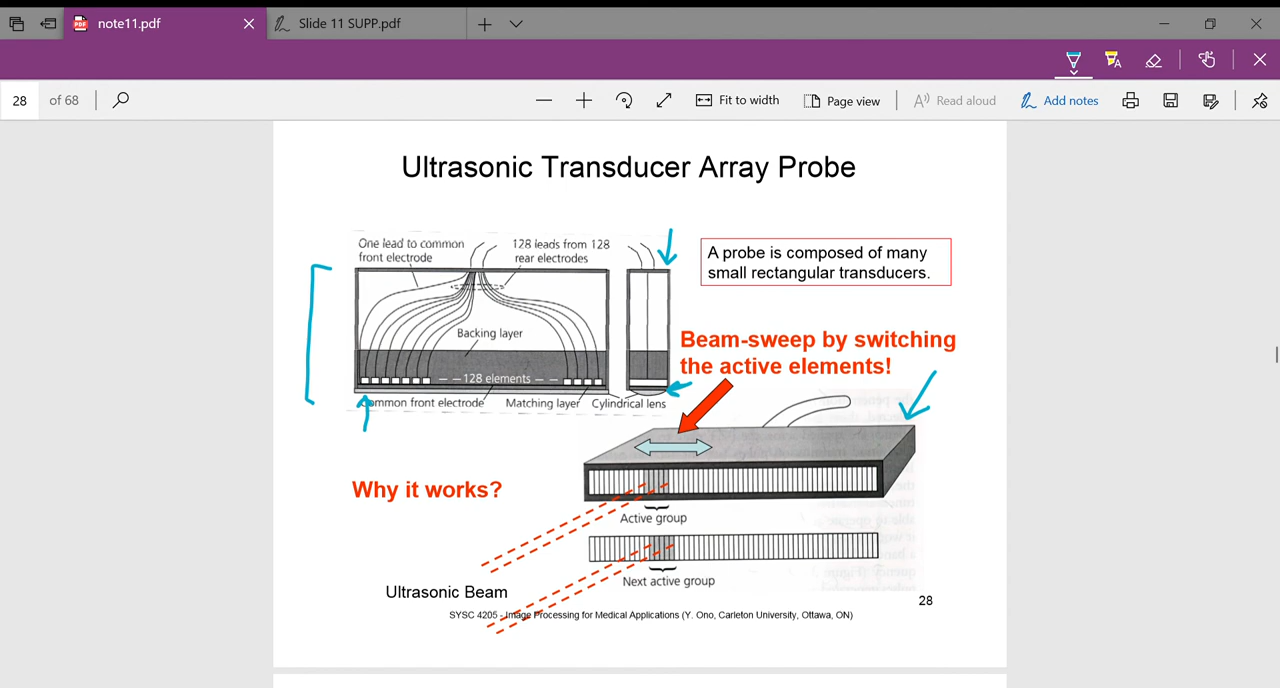 note11.pdf
Slide 11 SUPP.pdf
28 of 68
Fit to width
Page view
Read aloud
Add notes
Ultrasonic Transducer Array Probe
One lead to common
front electrode
128 leads from 128
rear electrodes
A probe is composed of many
small rectangular transducers.
Backing layer
Beam-sweep by switching
the active elements!
128 elements
Common front electrode
Matching layer
Cylindrical lens
Why it works?
Active group
Next active group
Ultrasonic Beam
28
SYSC 4205 - Image Processing for Medical Applications (Y. Ono, Carleton University, Ottawa, ON)